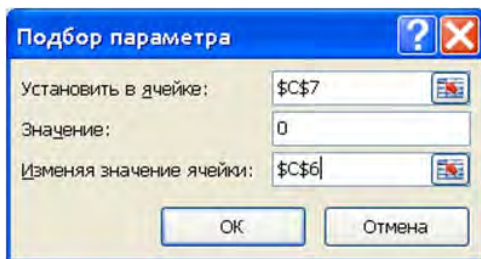 Подбор параметра
Установить в ячейке: $C$7
Значение: 0
Изменяя значение ячейки: $C$6
ОК Отмена